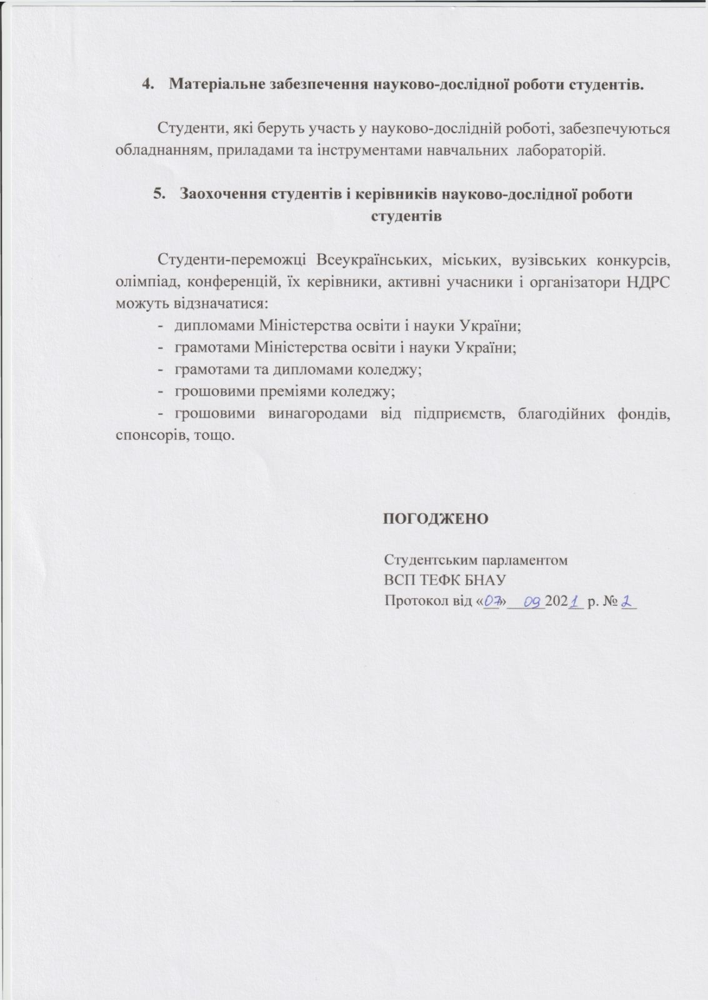 4. Матеріальне забезпечення науково-дослідної роботи студентів.
Студенти, які беруть участь у науково-дослідній роботі, забезпечуються
обладнанням, приладами та інструментами навчальних лабораторій.
5. Заохочення студентів і керівників науково-дослідної роботи
студентів
Студенти-переможці Всеукраїнських, міських, вузівських конкурсів,
олімпіад, конференцій, їх керівники, активні учасники і організатори НДРС
можуть відзначатися:
- дипломами Міністерства освіти і науки України;
- грамотами Міністерства освіти і науки України;
- грамотами та дипломами коледжу;
- грошовими преміями коледжу;
- грошовими винагородами від підприємств, благодійних фондів,
спонсорів, тощо.
ПОГОДЖЕНО
Студентським парламентом
ВСП ТЕФК БНАУ
Протокол від «07» 09 2021 р. № 2